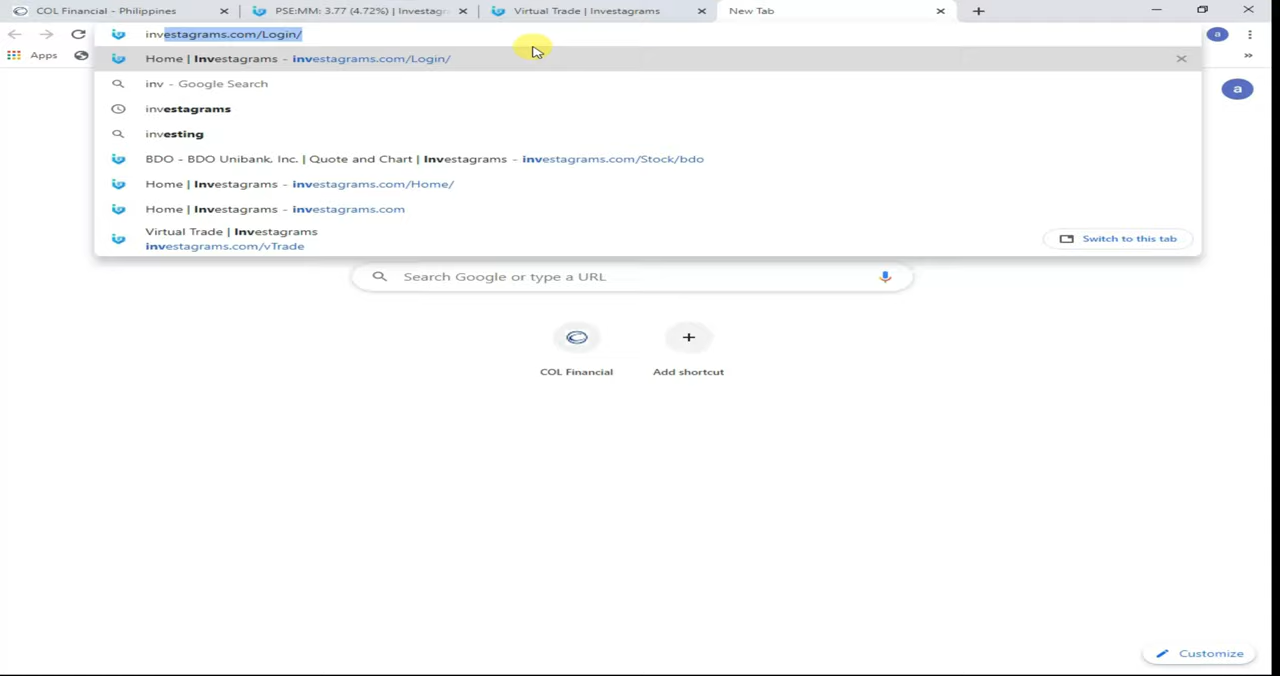 COL Financial - Philippines
PSE:MM: 3.77 (4.72%) | Investagr
Virtual Trade | Investagrams
New Tab
investagrams.com/Login/
a
Apps
Home | Investagrams - investagrams.com/Login/
inv - Google Search
a
investagrams
investing
BDO - BDO Unibank, Inc. | Quote and Chart | Investagrams - investagrams.com/Stock/bdo
Home | Investagrams - investagrams.com/Home/
Home | Investagrams - investagrams.com
Virtual Trade | Investagrams
investagrams.com/vTrade
Switch to this tab
Search Google or type a URL
COL Financial
Add shortcut
Customize